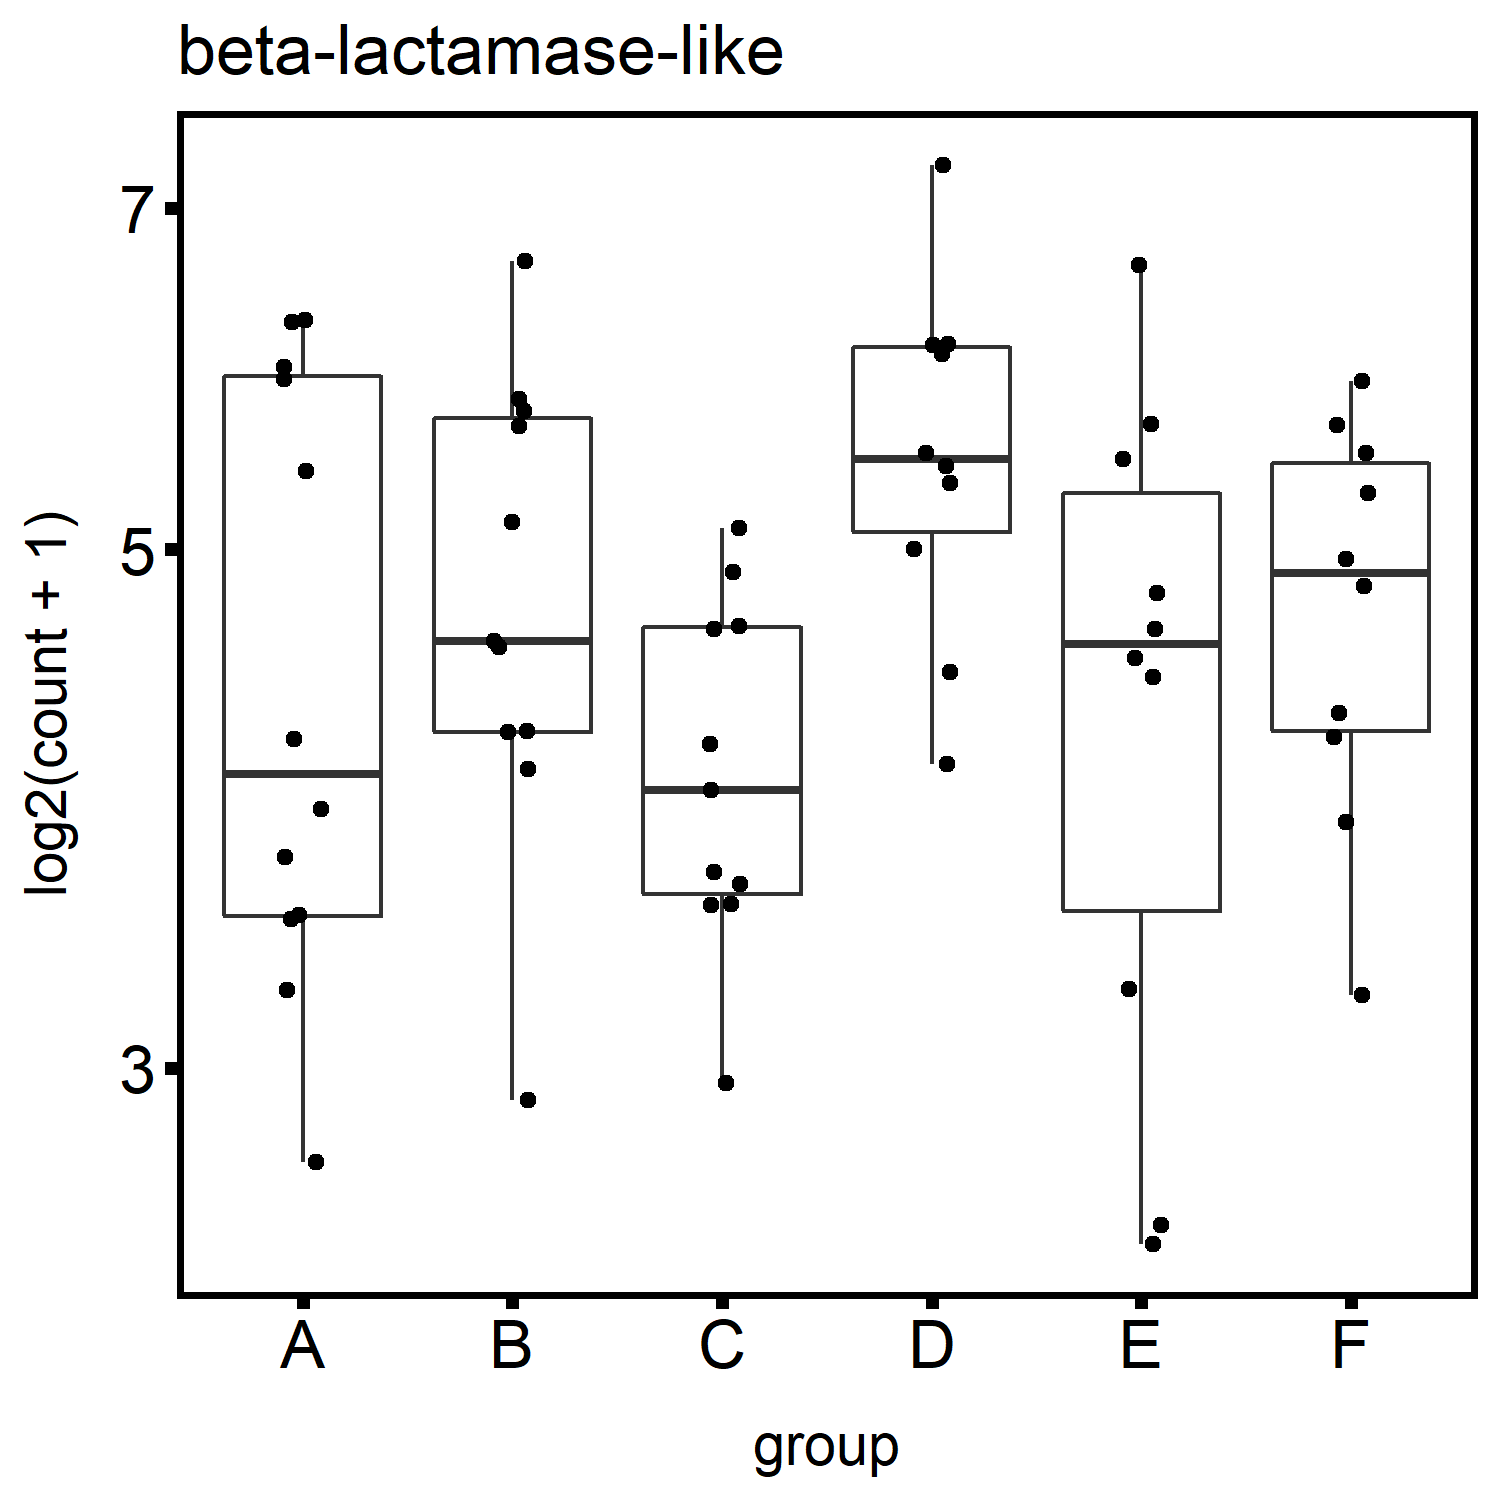 beta-lactamase-like
7
5
3
log2(count + 1)
A B C D E F
group